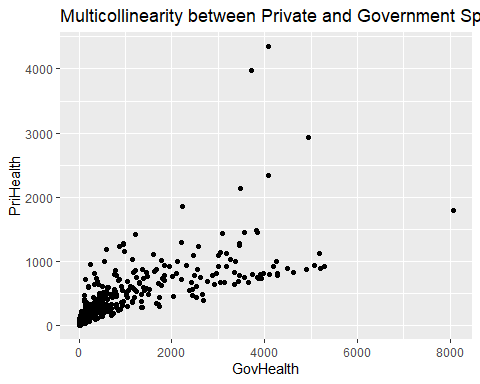 Multicollinearity between Private and Government Sp
4000
3000
2000
1000
0
PriHealth
0 2000 4000 6000 8000
GovHealth